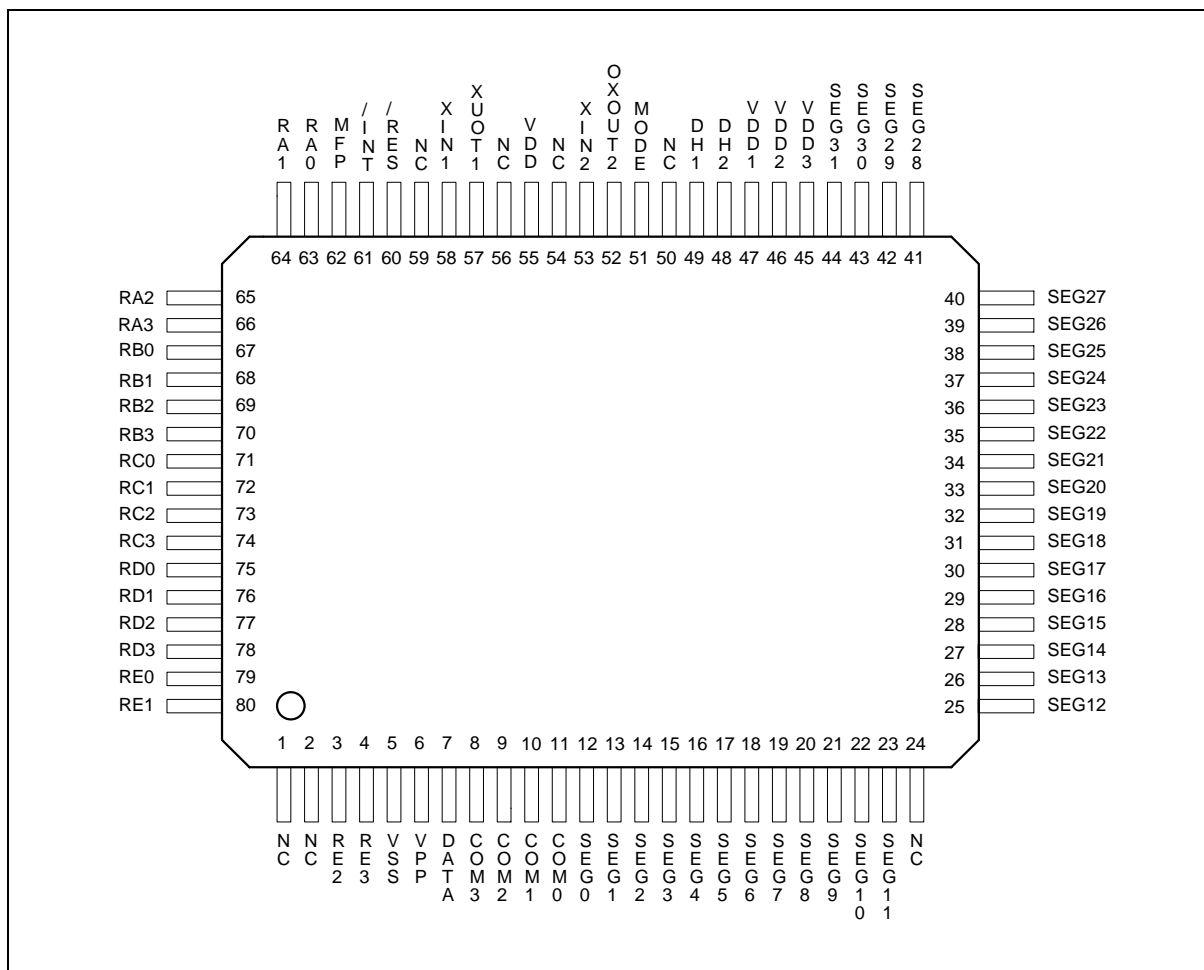 RA1 RA0 MFP /INT /RES NC XIN1 XUOT1 NC VDD NC XIN2 OXOUT2 MODE NC DH1 DH2 VDD1 VDD2 VDD3 SEG31 SEG30 SEG29 SEG28
64 63 62 61 60 59 58 57 56 55 54 53 52 51 50 49 48 47 46 45 44 43 42 41
RA2 65 40 SEG27
RA3 66 39 SEG26
RB0 67 38 SEG25
RB1 68 37 SEG24
RB2 69 36 SEG23
RB3 70 35 SEG22
RC0 71 34 SEG21
RC1 72 33 SEG20
RC2 73 32 SEG19
RC3 74 31 SEG18
RD0 75 30 SEG17
RD1 76 29 SEG16
RD2 77 28 SEG15
RD3 78 27 SEG14
RE0 79 26 SEG13
RE1 80 25 SEG12
1 2 3 4 5 6 7 8 9 10 11 12 13 14 15 16 17 18 19 20 21 22 23 24
NC NC RE2 RE3 VSS VPP DATA COM3 COM2 COM1 COM0 SEG0 SEG1 SEG2 SEG3 SEG4 SEG5 SEG6 SEG7 SEG8 SEG9 SEG10 SEG11 NC